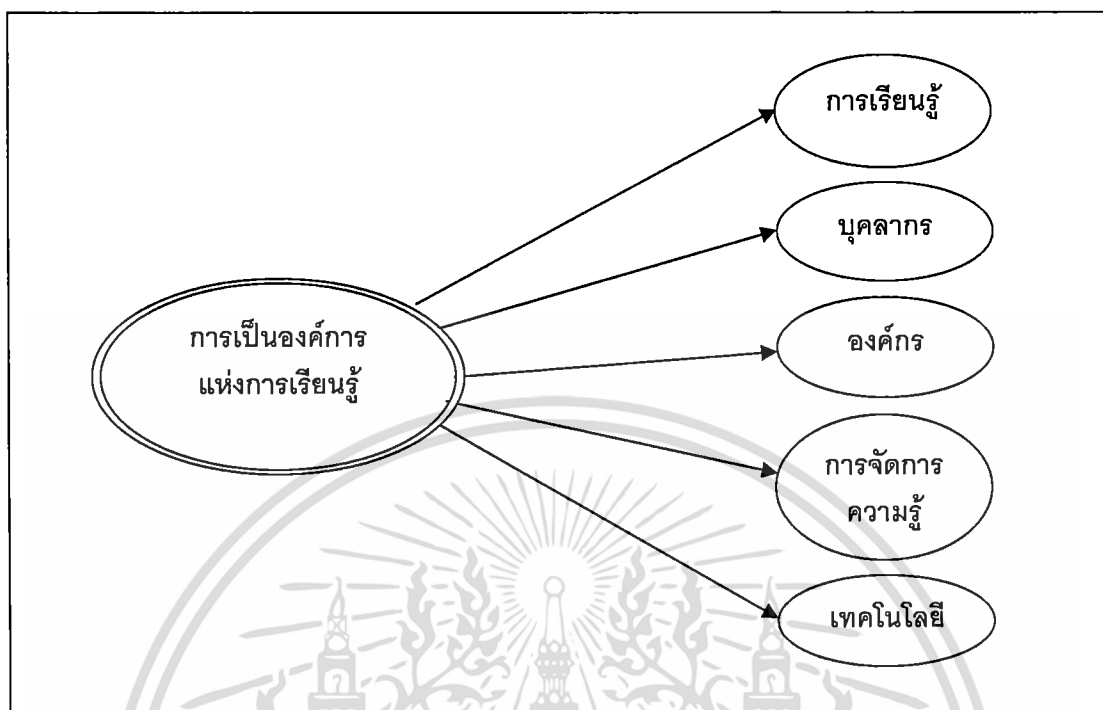 การเรียนรู้
บุคลากร
การเป็นองค์การ
แห่งการเรียนรู้
องค์กร
การจัดการ
ความรู้
เทคโนโลยี